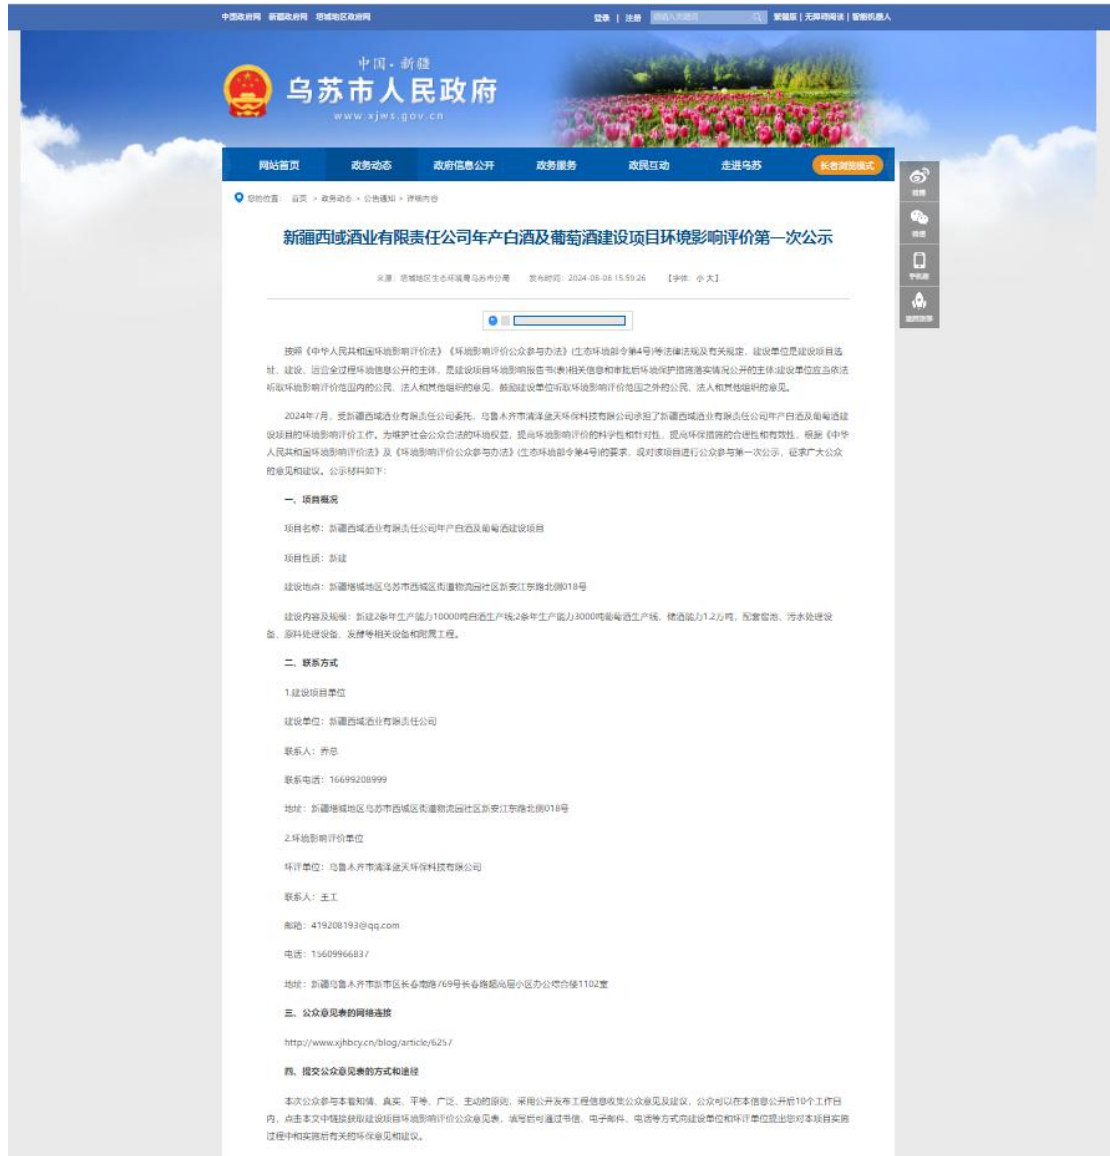 中国政府网 新疆政府网 塔城地区政府网
登录 | 注册
繁體版 | 无障碍阅读 | 智能机器人
中国·新疆
乌苏市人民政府
www.xjws.gov.cn
网站首页 政务动态 政府信息公开 政务服务 政民互动 走进乌苏 长者浏览模式
您的位置: 首页 > 政务动态 > 公告通知 > 详细内容
新疆西域酒业有限责任公司年产白酒及葡萄酒建设项目环境影响评价第一次公示
来源: 塔城地区生态环境局乌苏市分局 发布时间: 15:59:26 【字体: 小 大】
按照《中华人民共和国环境影响评价法》《环境影响评价公众参与办法》(生态环境部令第4号)等法律法规及有关规定,建设单位是建设项目选
址、建设、运营全过程环境信息公开的主体,是建设项目环境影响报告书(表)相关信息和审批后环境保护措施落实情况公开的主体;建设单位应当依法
听取环境影响评价范围内的公民、法人和其他组织的意见,鼓励建设单位听取环境影响评价范围之外的公民、法人和其他组织的意见。
2024年7月,受新疆西域酒业有限责任公司委托,乌鲁木齐市清泽蓝天环保科技有限公司承担了新疆西域酒业有限责任公司年产白酒及葡萄酒建
设项目的环境影响评价工作。为维护社会公众合法的环境权益,提高环境影响评价的科学性和针对性,提高环保措施的合理性和有效性,根据《中华
人民共和国环境影响评价法》及《环境影响评价公众参与办法》(生态环境部令第4号)的要求,现对该项目进行公众参与第一次公示,征求广大公众
的意见和建议。公示材料如下:
一、项目概况
项目名称: 新疆西域酒业有限责任公司年产白酒及葡萄酒建设项目
项目性质: 新建
建设地点: 新疆塔城地区乌苏市西城区街道物流园社区新安江东路北侧018号
建设内容及规模: 新建2条年生产能力10000吨白酒生产线;2条年生产能力3000吨葡萄酒生产线,储酒能力1.2万吨,配套窖池、污水处理设
备、原料处理设备、发酵等相关设备和附属工程。
二、联系方式
1.建设项目单位
建设单位: 新疆西域酒业有限责任公司
联系人: 乔总
联系电话: 16699208999
地址: 新疆塔城地区乌苏市西城区街道物流园社区新安江东路北侧018号
2.环境影响评价单位
环评单位: 乌鲁木齐市清泽蓝天环保科技有限公司
联系人: 王工
邮箱: 419208193@qq.com
电话: 15609966837
地址: 新疆乌鲁木齐市新市区长春南路769号长春路超高层小区办公综合楼1102室
三、公众意见表的网络连接
http://www.xjhbcy.cn/blog/article/6257
四、提交公众意见表的方式和途径
本次公众参与本着知情、真实、平等、广泛、主动的原则,采用公开发布工程信息收集公众意见及建议,公众可以在本信息公开后10个工作日
内,点击本文中链接获取建设项目环境影响评价公众意见表,填写后可通过书信、电子邮件、电话等方式向建设单位和环评单位提出您对本项目实施
过程中和实施后有关的环保意见和建议。